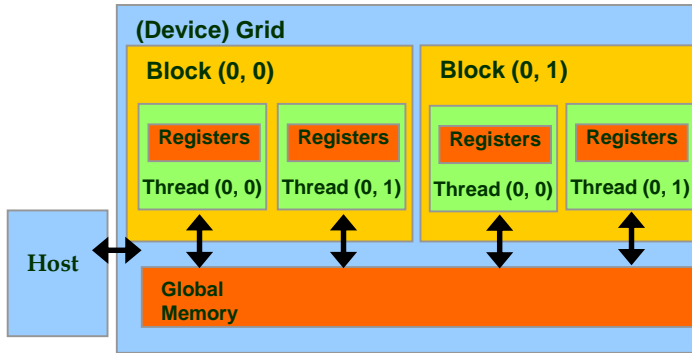 (Device) Grid
Block (0, 0)
Block (0, 1)
Registers
Registers
Registers
Registers
Thread (0, 0)
Thread (0, 1)
Thread (0, 0)
Thread (0, 1)
Host
Global
Memory